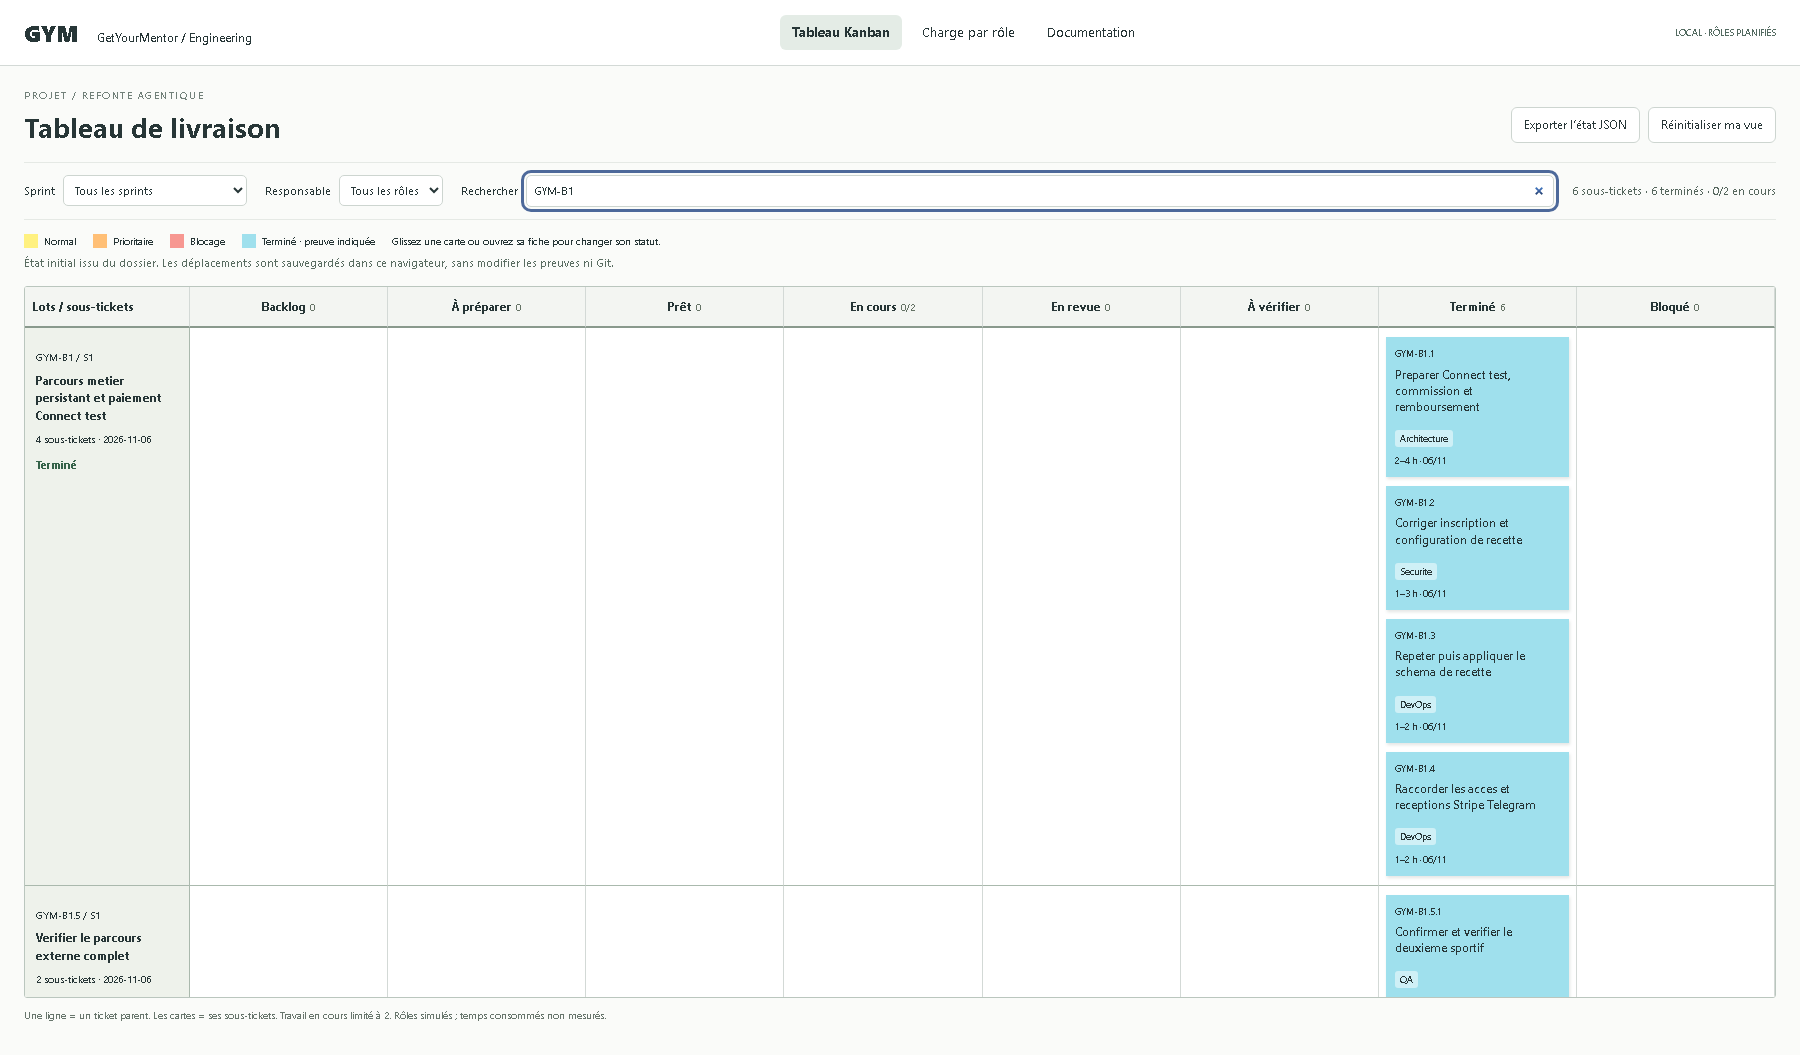 GYM GetYourMentor / Engineering Tableau Kanban Charge par rôle Documentation LOCAL · RÔLES PLANIFIÉS
PROJET / REFONTE AGENTIQUE
Tableau de livraison Exporter l'état JSON Réinitialiser ma vue
Sprint Tous les sprints Responsable Tous les rôles Rechercher GYM-B1 × 6 sous-tickets · 6 terminés · 0/2 en cours
Normal Prioritaire Blocage Terminé · preuve indiquée Glissez une carte ou ouvrez sa fiche pour changer son statut.
État initial issu du dossier. Les déplacements sont sauvegardés dans ce navigateur, sans modifier les preuves ni Git.
Lots / sous-tickets Backlog 0 À préparer 0 Prêt 0 En cours 0/2 En revue 0 À vérifier 0 Terminé 6 Bloqué 0
GYM-B1 / S1
Parcours metier
persistant et paiement
Connect test
4 sous-tickets · 2026-11-06
Terminé
GYM-B1.1
Preparer Connect test,
commission et
remboursement
Architecture
2–4 h · 06/11
GYM-B1.2
Corriger inscription et
configuration de recette
Securite
1–3 h · 06/11
GYM-B1.3
Repeter puis appliquer le
schema de recette
DevOps
1–2 h · 06/11
GYM-B1.4
Raccorder les acces et
receptions Stripe Telegram
DevOps
1–2 h · 06/11
GYM-B1.5 / S1
Verifier le parcours
externe complet
2 sous-tickets · 2026-11-06
GYM-B1.5.1
Confirmer et verifier le
deuxieme sportif
QA
Une ligne = un ticket parent. Les cartes = ses sous-tickets. Travail en cours limité à 2. Rôles simulés ; temps consommés non mesurés.